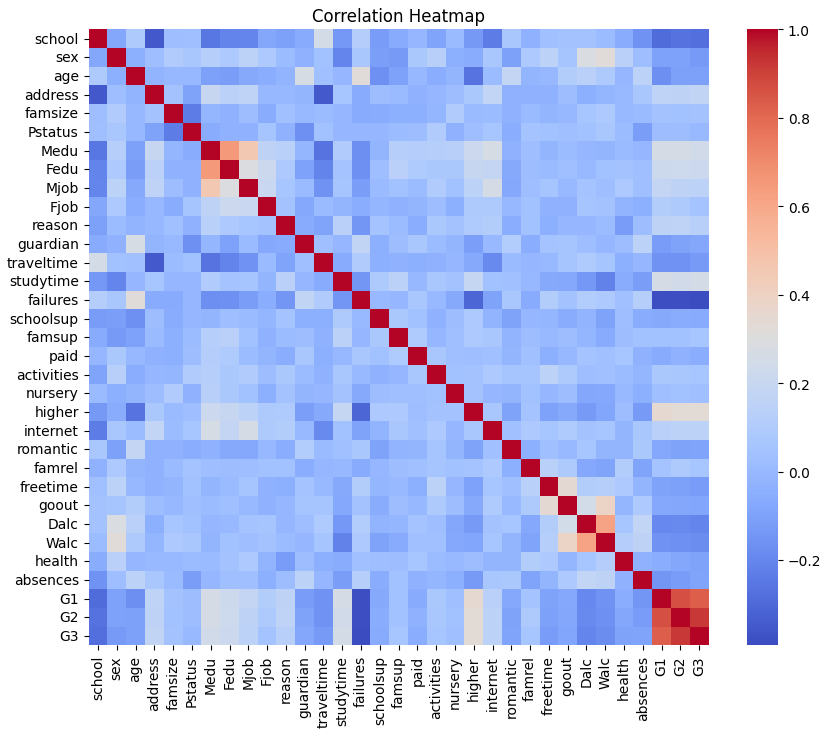 Correlation Heatmap
school
sex
age
address
famsize
Pstatus
Medu
Fedu
Mjob
Fjob
reason
guardian
traveltime
studytime
failures
schoolsup
famsup
paid
activities
nursery
higher
internet
romantic
famrel
freetime
goout
Dalc
Walc
health
absences
G1
G2
G3
school
sex
age
address
famsize
Pstatus
Medu
Fedu
Mjob
Fjob
reason
guardian
traveltime
studytime
failures
schoolsup
famsup
paid
activities
nursery
higher
internet
romantic
famrel
freetime
goout
Dalc
Walc
health
absences
G1
G2
G3
1.0
0.8
0.6
0.4
0.2
0.0
−0.2